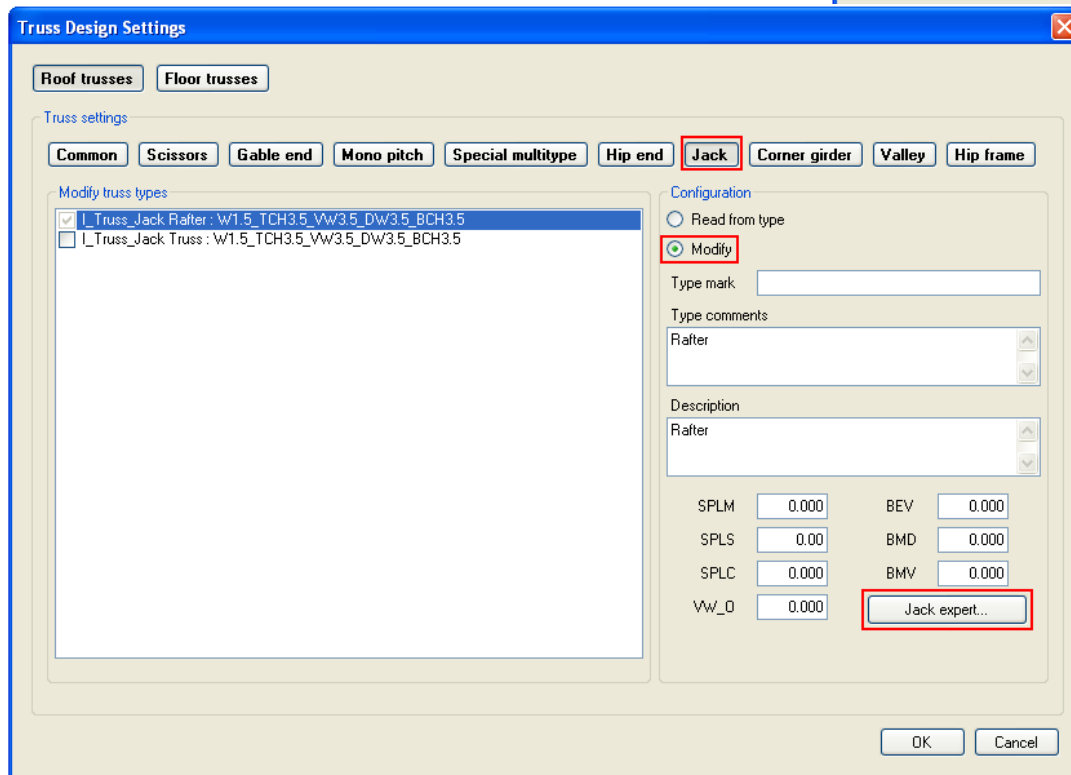 Truss Design Settings
Roof trusses Floor trusses
Truss settings
Common Scissors Gable end Mono pitch Special multitype Hip end Jack Corner girder Valley Hip frame
Modify truss types
I_Truss_Jack Rafter : W1.5_TCH3.5_VW3.5_DW3.5_BCH3.5
I_Truss_Jack Truss : W1.5_TCH3.5_VW3.5_DW3.5_BCH3.5
Configuration
Read from type
Modify
Type mark
Type comments
Rafter
Description
Rafter
SPLM 0.000 BEV 0.000
SPLS 0.00 BMD 0.000
SPLC 0.000 BMV 0.000
VW_O 0.000 Jack expert...
OK Cancel